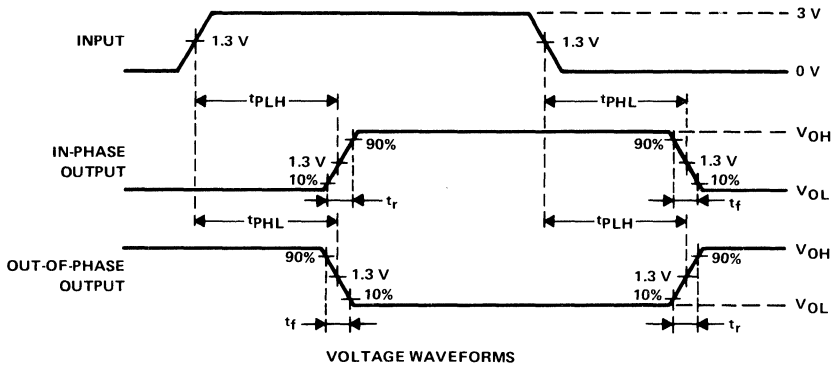 3 V
INPUT
1.3 V
1.3 V
0 V
tPLH
tPHL
VOH
IN-PHASE
OUTPUT
90%
90%
1.3 V
1.3 V
10%
10%
VOL
tr
tf
tPHL
tPLH
VOH
OUT-OF-PHASE
OUTPUT
90%
90%
1.3 V
1.3 V
10%
10%
VOL
tf
tr
VOLTAGE WAVEFORMS